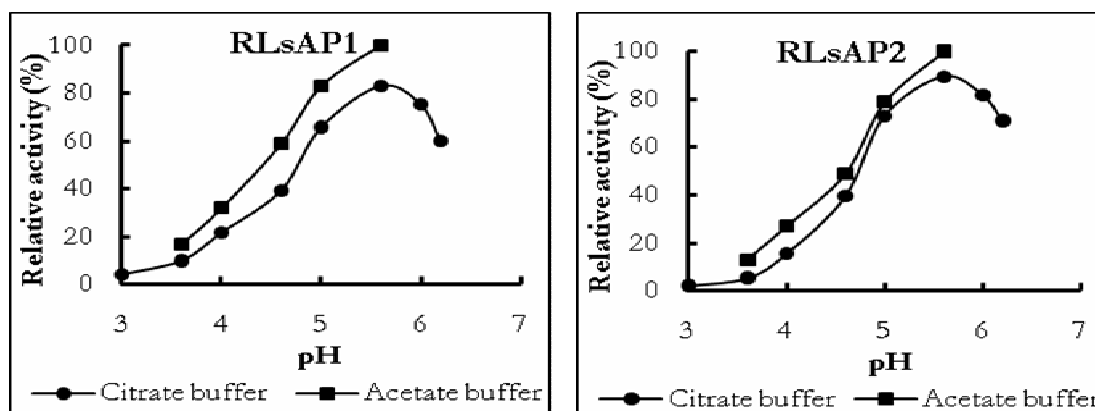 RLsAP1
Relative activity (%)
100
80
60
40
20
0
3 4 5 6 7
pH
Citrate buffer Acetate buffer
RLsAP2
Relative activity (%)
100
80
60
40
20
0
3 4 5 6 7
pH
Citrate buffer Acetate buffer